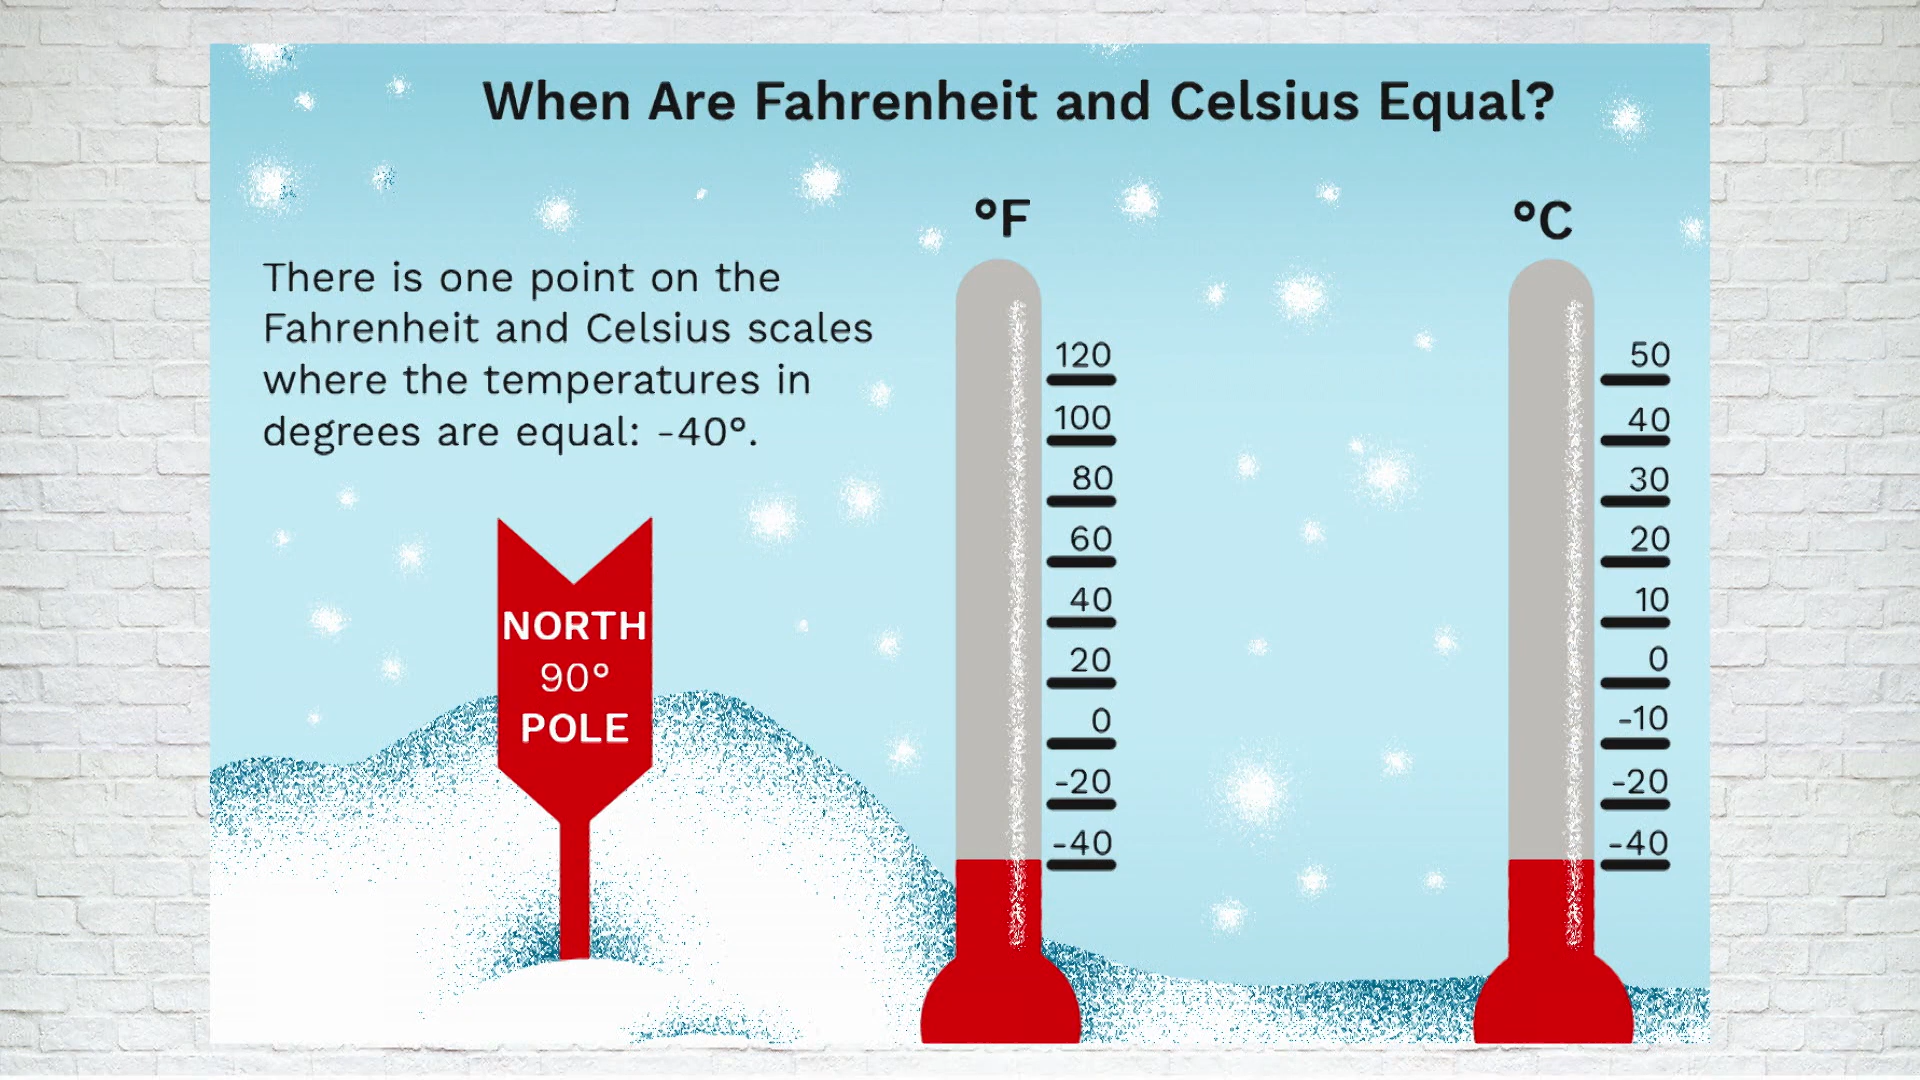 When Are Fahrenheit and Celsius Equal?
There is one point on the
Fahrenheit and Celsius scales
where the temperatures in
degrees are equal: -40°.
NORTH
90°
POLE
°F
120
100
80
60
40
20
0
-20
-40
°C
50
40
30
20
10
0
-10
-20
-40